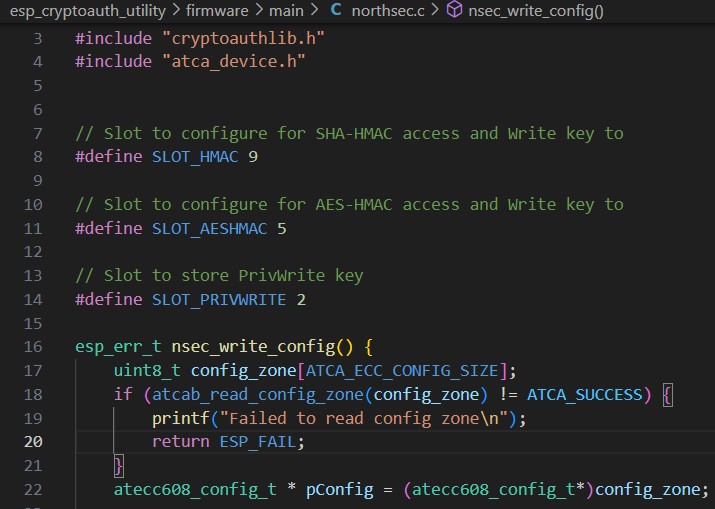 esp_cryptoauth_utility > firmware > main > C northsec.c > nsec_write_config()
3 #include "cryptoauthlib.h"
4 #include "atca_device.h"
5
6
7 // Slot to configure for SHA-HMAC access and Write key to
8 #define SLOT_HMAC 9
9
10 // Slot to configure for AES-HMAC access and Write key to
11 #define SLOT_AESHMAC 5
12
13 // Slot to store PrivWrite key
14 #define SLOT_PRIVWRITE 2
15
16 esp_err_t nsec_write_config() {
17 uint8_t config_zone[ATCA_ECC_CONFIG_SIZE];
18 if (atcab_read_config_zone(config_zone) != ATCA_SUCCESS) {
19 printf("Failed to read config zone\n");
20 return ESP_FAIL;
21 }
22 atecc608_config_t * pConfig = (atecc608_config_t*)config_zone;